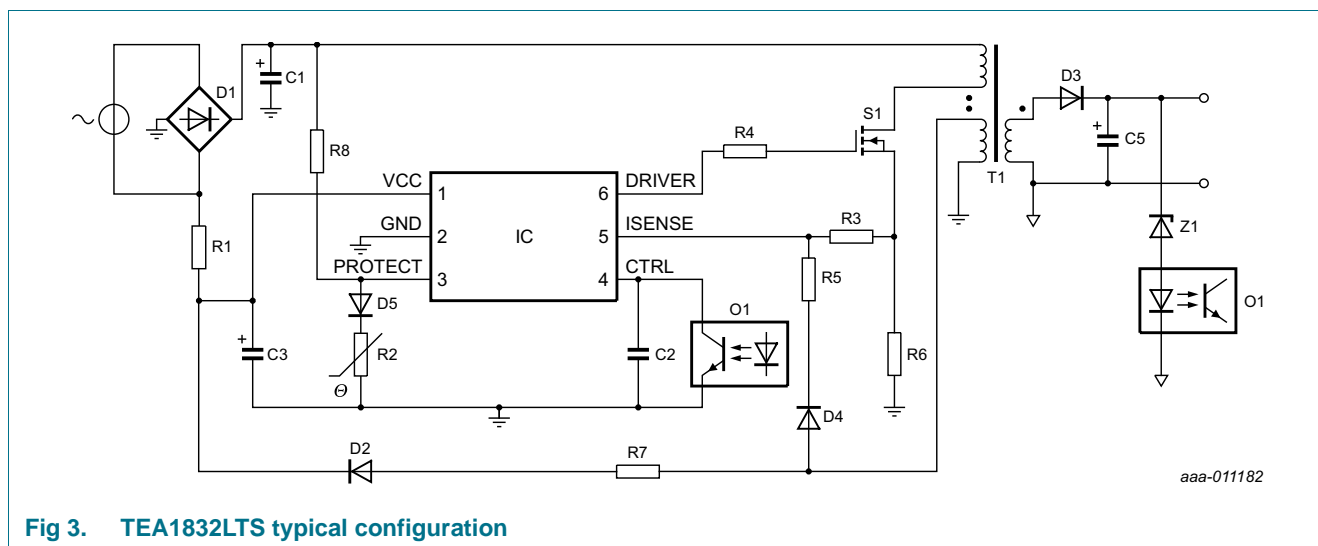 D1
C1
R8
R1
VCC
GND
PROTECT
1
2
3
IC
6
5
4
DRIVER
ISENSE
CTRL
R4
S1
R3
R5
R6
D5
R2
Θ
C3
C2
O1
D4
D2
R7
T1
D3
C5
Z1
O1
aaa-011182
Fig 3. TEA1832LTS typical configuration